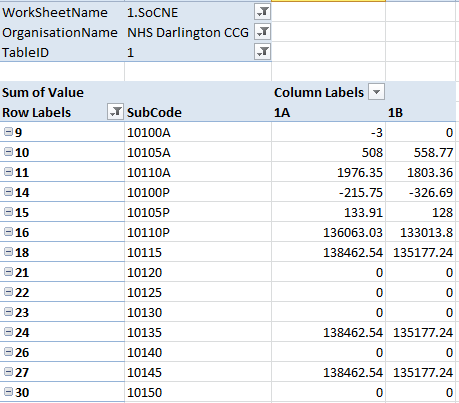 WorkSheetName 1.SoCNE
OrganisationName NHS Darlington CCG
TableID 1
Sum of Value Column Labels
Row Labels SubCode 1A 1B
9 10100A -3 0
10 10105A 508 558.77
11 10110A 1976.35 1803.36
14 10100P -215.75 -326.69
15 10105P 133.91 128
16 10110P 136063.03 133013.8
18 10115 138462.54 135177.24
21 10120 0 0
22 10125 0 0
23 10130 0 0
24 10135 138462.54 135177.24
26 10140 0 0
27 10145 138462.54 135177.24
30 10150 0 0